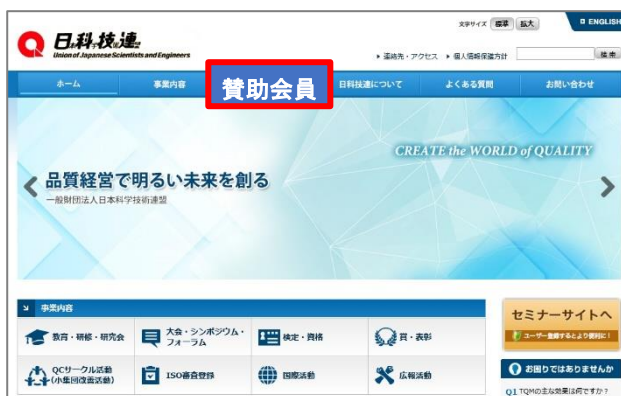 文字サイズ 標準 拡大 ENGLISH
日科技連
Union of Japanese Scientists and Engineers
連絡先・アクセス 個人情報保護方針 検索
ホーム 事業内容 賛助会員 日科技連について よくある質問 お問い合わせ
CREATE the WORLD of QUALITY
品質経営で明るい未来を創る
一般財団法人日本科学技術連盟
事業内容
教育・研修・研究会
大会・シンポジウム・
フォーラム
検定・資格
賞・表彰
QCサークル活動
(小集団改善活動)
ISO審査登録
国際活動
広報活動
セミナーサイトへ
ユーザー登録するとより便利に!
お困りではありませんか
Q1 TQMの主な効果は何ですか?